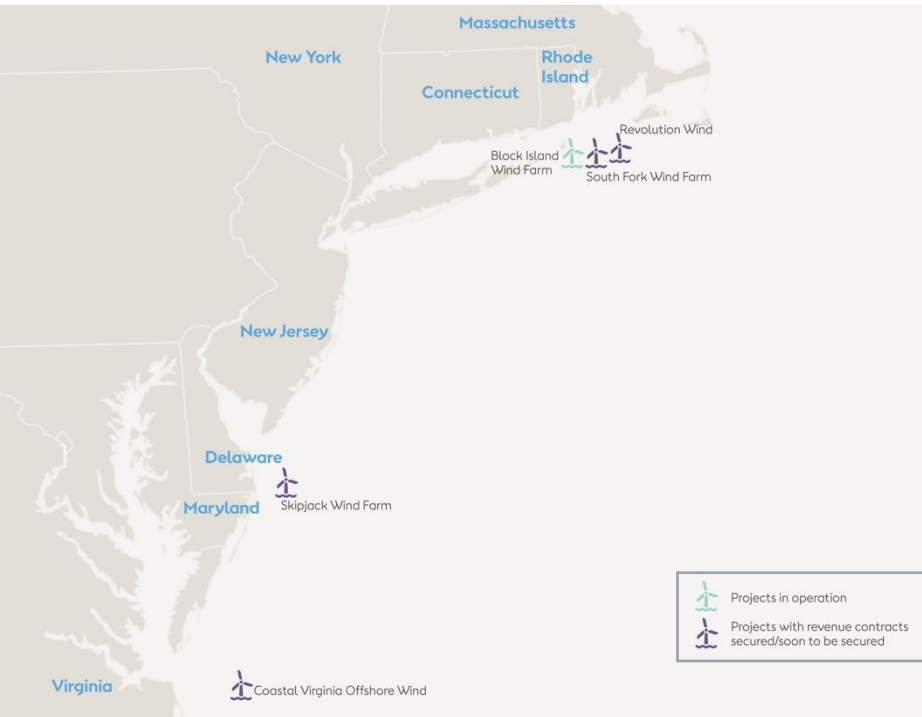 Massachusetts
New York
Rhode
Island
Connecticut
Revolution Wind
Block Island
Wind Farm
South Fork Wind Farm
New Jersey
Delaware
Maryland
Skipjack Wind Farm
Projects in operation
Projects with revenue contracts
secured/soon to be secured
Virginia
Coastal Virginia Offshore Wind